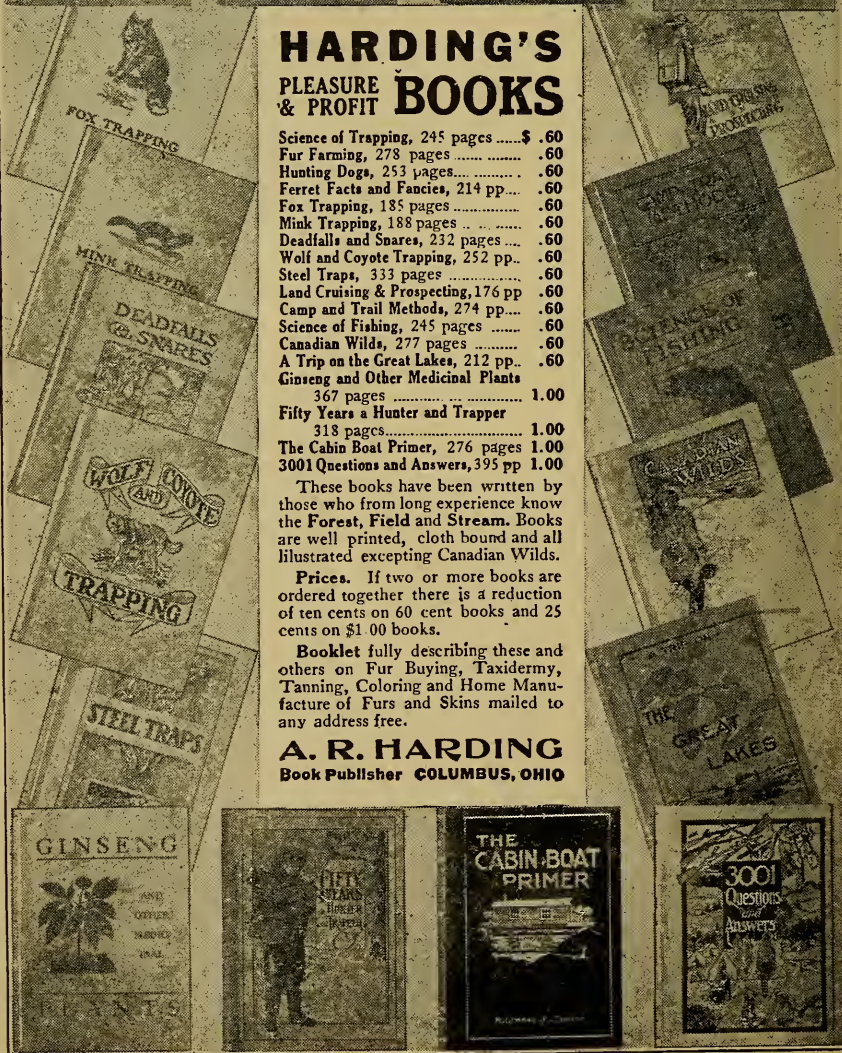 HARDING'S
PLEASURE & PROFIT BOOKS
Science of Trapping, 245 pages ......$ .60
Fur Farming, 278 pages ................ .60
Hunting Dogs, 253 pages............... .60
Ferret Facts and Fancies, 214 pp.... .60
Fox Trapping, 185 pages............... .60
Mink Trapping, 188 pages .............. .60
Deadfalls and Snares, 232 pages .... .60
Wolf and Coyote Trapping, 252 pp.. .60
Steel Traps, 333 pages ................ .60
Land Cruising & Prospecting, 176 pp .60
Camp and Trail Methods, 274 pp.... .60
Science of Fishing, 245 pages ....... .60
Canadian Wilds, 277 pages .......... .60
A Trip on the Great Lakes, 212 pp.. .60
Ginseng and Other Medicinal Plants
367 pages ............................. 1.00
Fifty Years a Hunter and Trapper
318 pages............................... 1.00
The Cabin Boat Primer, 276 pages 1.00
3001 Questions and Answers, 395 pp 1.00
These books have been written by
those who from long experience know
the Forest, Field and Stream. Books
are well printed, cloth bound and all
lilustrated excepting Canadian Wilds.
Prices. If two or more books are
ordered together there is a reduction
of ten cents on 60 cent books and 25
cents on $1 00 books.
Booklet fully describing these and
others on Fur Buying, Taxidermy,
Tanning, Coloring and Home Manu-
facture of Furs and Skins mailed to
any address free.
A. R. HARDING
Book Publisher COLUMBUS, OHIO
FOX TRAPPING
MINK TRAPPING
DEADFALLS
& SNARES
WOLF AND COYOTE
TRAPPING
STEEL TRAPS
LAND CRUISING
PROSPECTING
SCIENCE OF
FISHING
CANADIAN
WILDS
THE
GREAT
LAKES
GINSENG
AND
OTHER
PLANTS
FIFTY
YEARS
THE
CABIN BOAT
PRIMER
3001
Questions
and
Answers